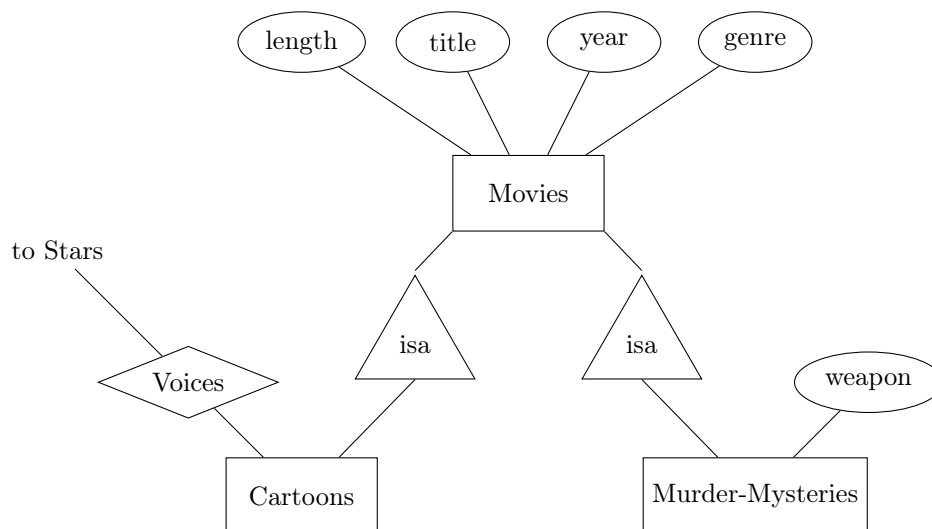 length
title
year
genre
Movies
to Stars
isa
isa
Voices
weapon
Cartoons
Murder-Mysteries